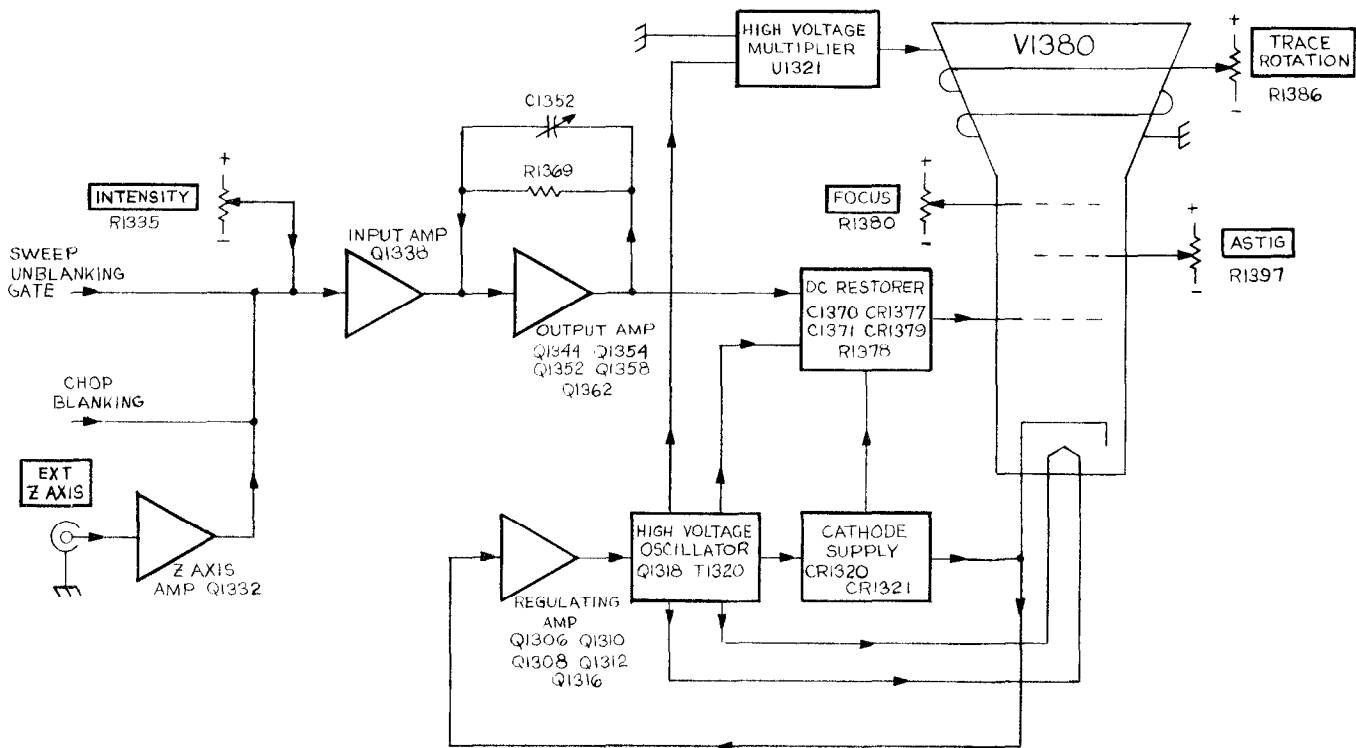 HIGH VOLTAGE
MULTIPLIER
U1321
V1380
+
TRACE
ROTATION
R1386
−
C1352
R1369
+
INTENSITY
R1335
−
INPUT AMP
Q1338
SWEEP
UNBLANKING
GATE
+
FOCUS
R1380
−
+
ASTIG
R1397
−
DC RESTORER
C1370 CR1377
C1371 CR1379
R1378
OUTPUT AMP
Q1344 Q1354
Q1352 Q1358
Q1362
CHOP
BLANKING
EXT
Z AXIS
Z AXIS
AMP Q1332
HIGH VOLTAGE
OSCILLATOR
Q1318 T1320
CATHODE
SUPPLY
CR1320
CR1321
REGULATING
AMP
Q1306 Q1310
Q1308 Q1312
Q1316